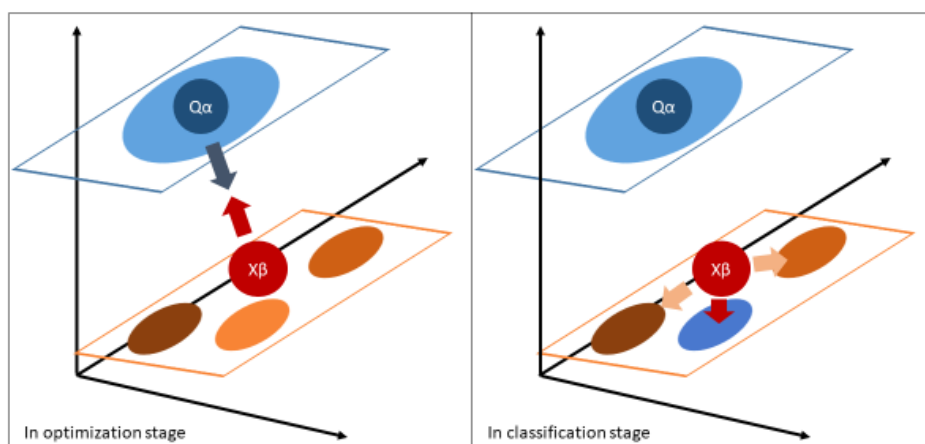 Qα
Xβ
In optimization stage
Qα
Xβ
In classification stage